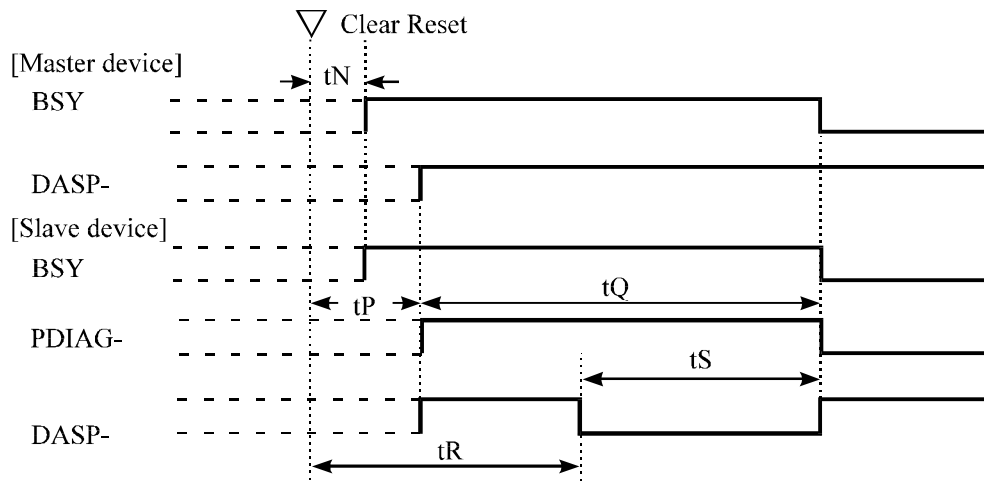 Clear Reset
[Master device]
tN
BSY
DASP-
[Slave device]
BSY
tP
tQ
PDIAG-
tS
DASP-
tR